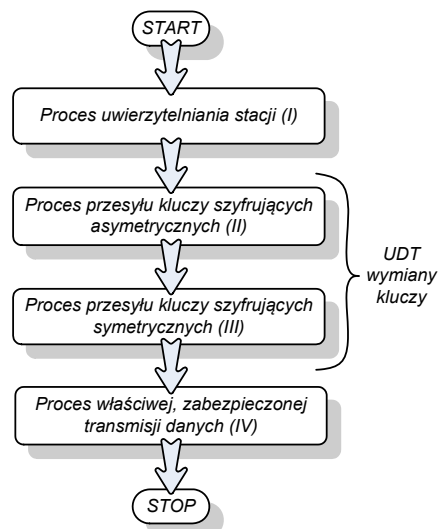 START
Proces uwierzytelniania stacji (I)
Proces przesyłu kluczy szyfrujących
asymetrycznych (II)
UDT
wymiany
kluczy
Proces przesyłu kluczy szyfrujących
symetrycznych (III)
Proces właściwej, zabezpieczonej
transmisji danych (IV)
STOP